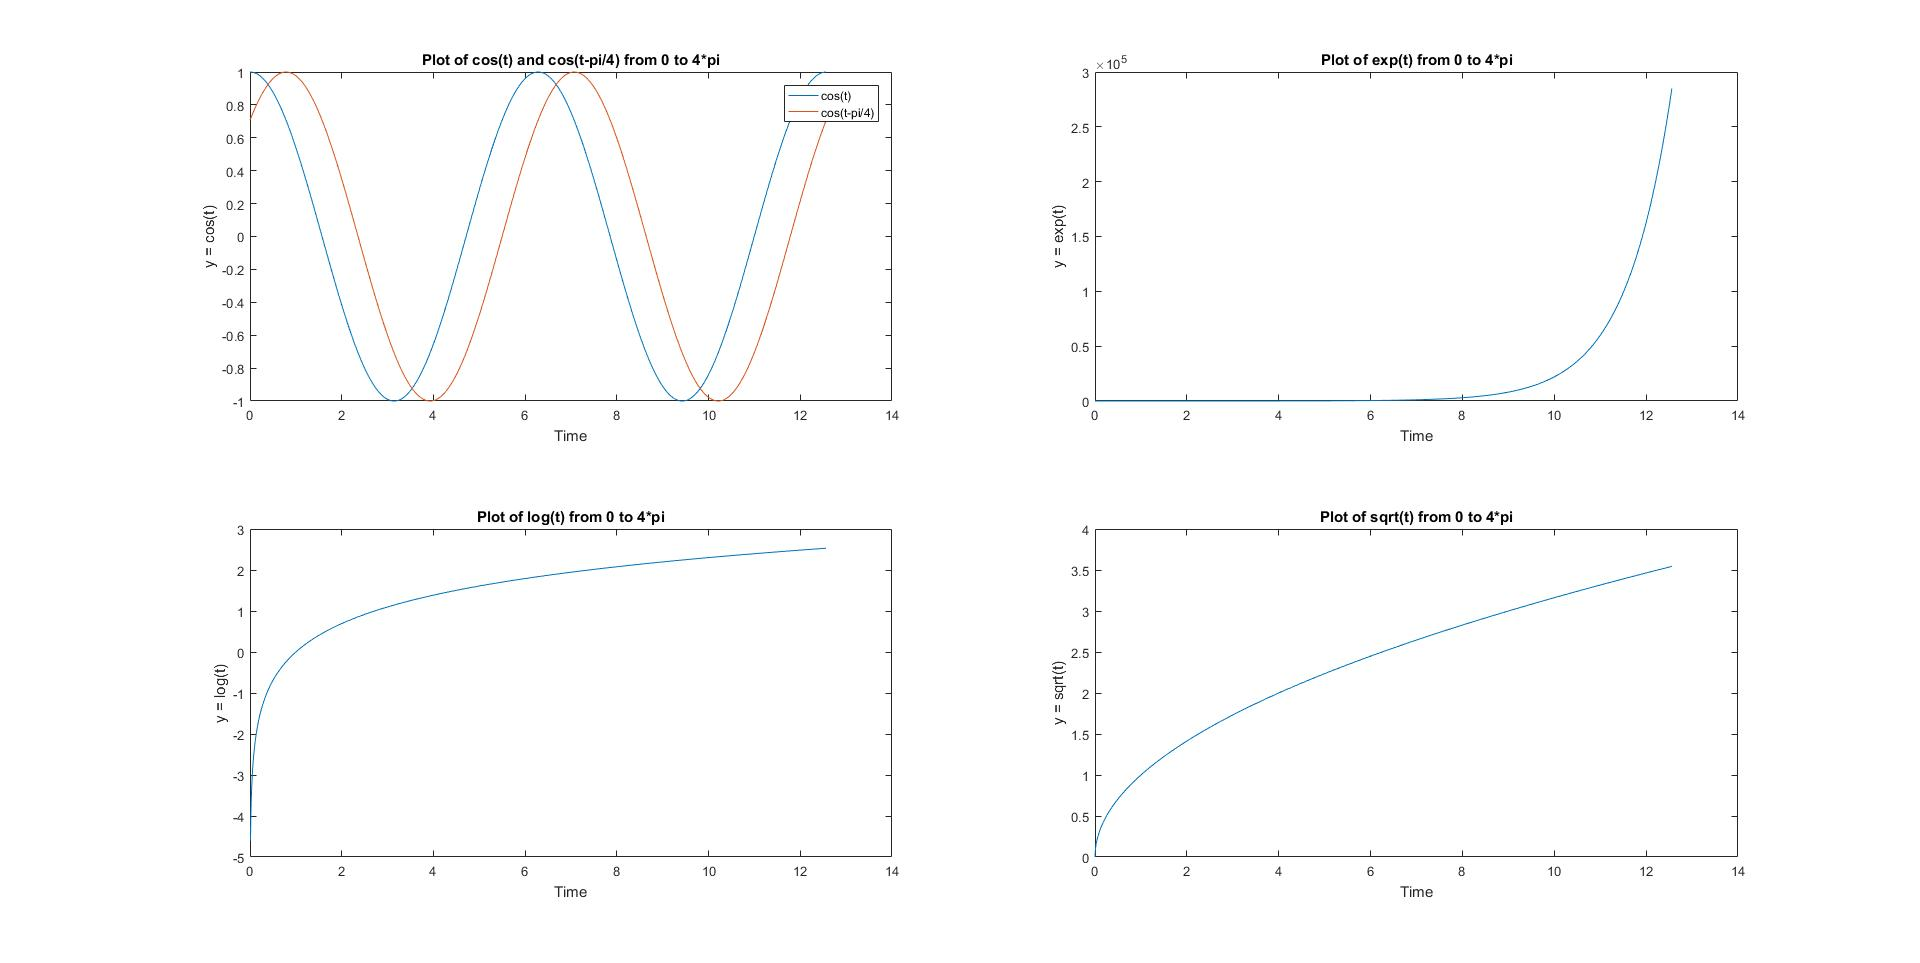 Plot of cos(t) and cos(t-pi/4) from 0 to 4*pi
1
0.8
0.6
0.4
0.2
0
-0.2
-0.4
-0.6
-0.8
-1
y = cos(t)
cos(t)
cos(t-pi/4)
0 2 4 6 8 10 12 14
Time
Plot of exp(t) from 0 to 4*pi
×10^5
3
2.5
2
1.5
1
0.5
0
y = exp(t)
0 2 4 6 8 10 12 14
Time
Plot of log(t) from 0 to 4*pi
3
2
1
0
-1
-2
-3
-4
-5
y = log(t)
0 2 4 6 8 10 12 14
Time
Plot of sqrt(t) from 0 to 4*pi
4
3.5
3
2.5
2
1.5
1
0.5
0
y = sqrt(t)
0 2 4 6 8 10 12 14
Time